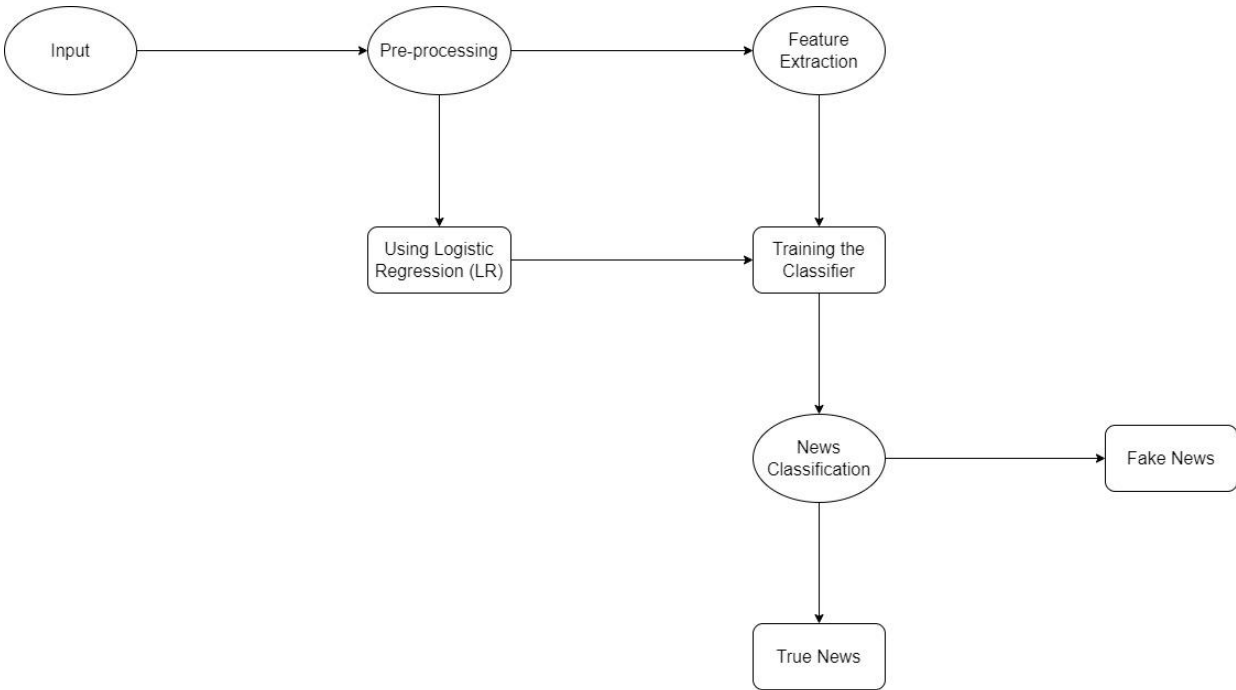 Input
Pre-processing
Feature
Extraction
Using Logistic
Regression (LR)
Training the
Classifier
News
Classification
Fake News
True News